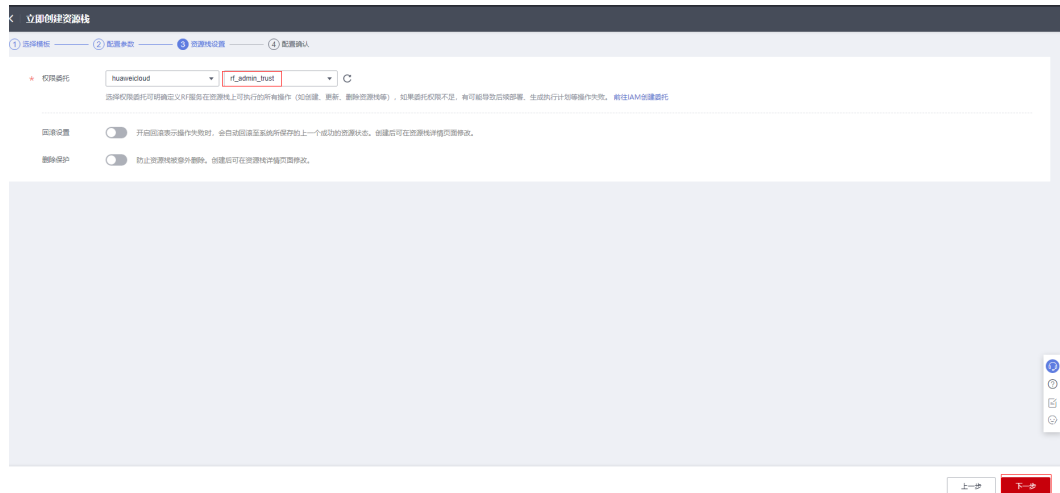 立即创建资源栈
1 选择模板 2 配置参数 3 资源栈设置 4 配置确认
* 权限委托 huaweicloud rf_admin_trust
选择权限委托可明确定义RF服务在资源栈上可执行的所有操作（如创建、更新、删除资源栈等），如果委托权限不足，有可能导致后续部署、生成执行计划等操作失败。 前往IAM创建委托
回滚设置 开启回滚表示操作失败时，会自动回滚至系统所保存的上一个成功的资源状态。创建后可在资源栈详情页面修改。
删除保护 防止资源栈被意外删除。创建后可在资源栈详情页面修改。
上一步 下一步